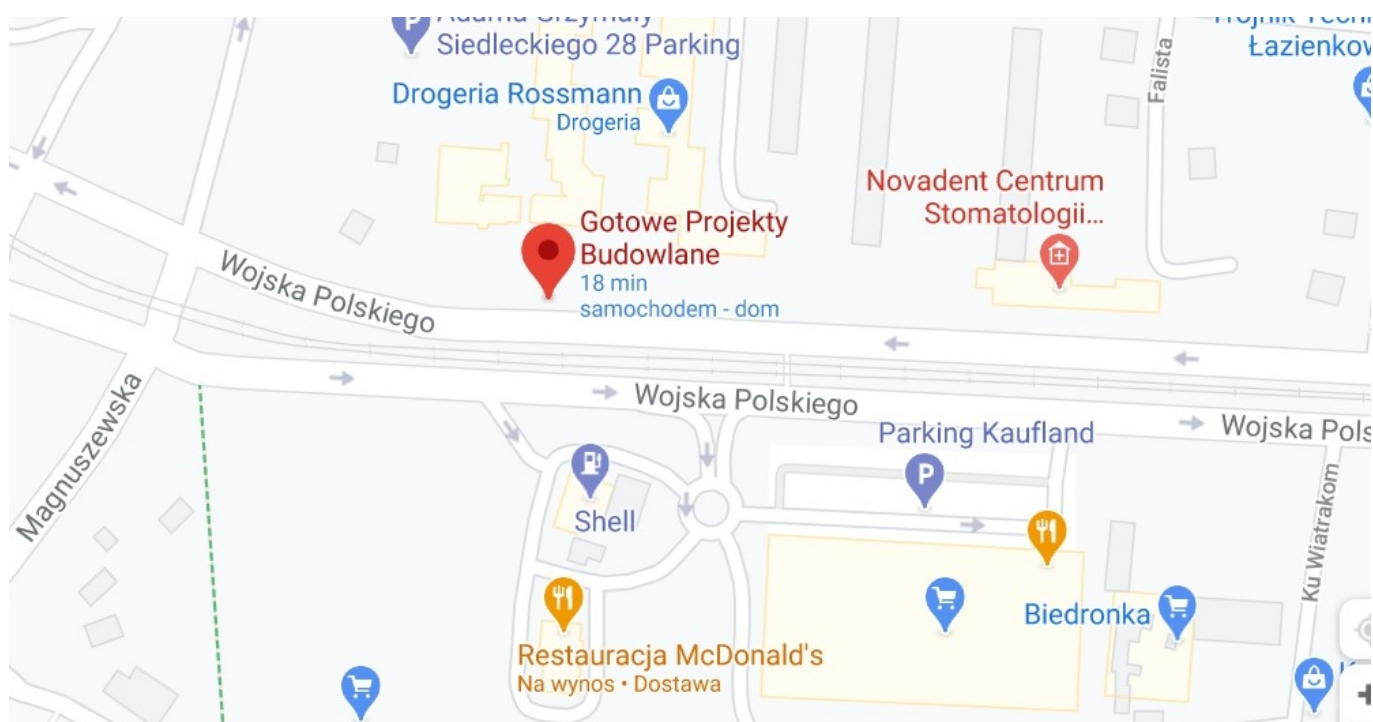 Siedleckiego 28 Parking
Łazienkow
Falista
Drogeria Rossmann
Drogeria
Novadent Centrum
Stomatologii...
Gotowe Projekty
Budowlane
18 min
samochodem - dom
Wojska Polskiego
Wojska Polskiego
Wojska Pols
Magnuszewska
Parking Kaufland
P
Shell
Ku Wiatrakom
Biedronka
Restauracja McDonald's
Na wynos • Dostawa